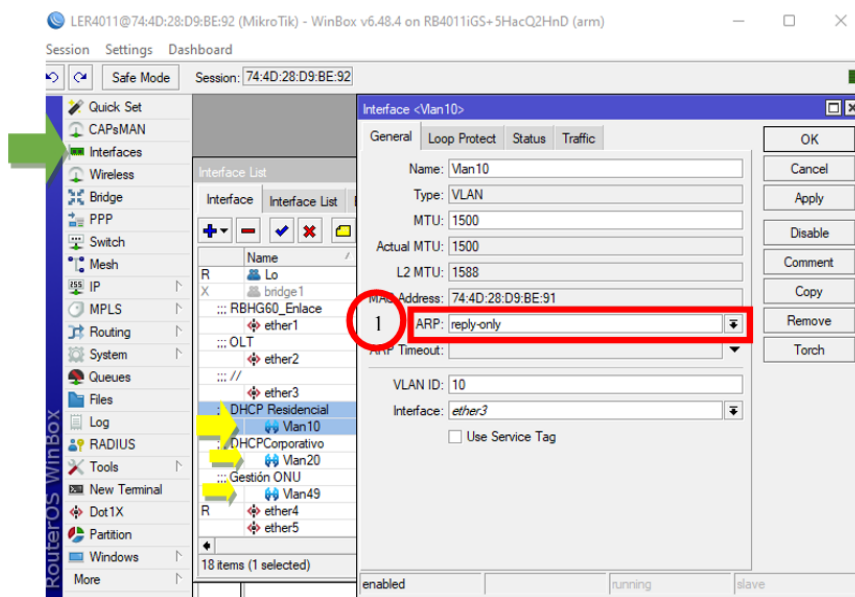 LER4011@74:4D:28:D9:BE:92 (MikroTik) - WinBox v6.48.4 on RB4011iGS+5HacQ2HnD (arm)
Session Settings Dashboard
Safe Mode Session: 74:4D:28:D9:BE:92
RouterOS WinBox
Quick Set
CAPsMAN
Interfaces
Wireless
Bridge
PPP
Switch
Mesh
IP
MPLS
Routing
System
Queues
Files
Log
RADIUS
Tools
New Terminal
Dot1X
Partition
Windows
More
Interface List
Interface Interface List
Name
R Lo
X bridge1
;;; RBHG60_Enlace
ether1
;;; OLT
ether2
;;; //
ether3
DHCP Residencial
Vlan10
DHCPCorporativo
Vlan20
;;; Gestión ONU
Vlan49
R ether4
ether5
18 items (1 selected)
Interface <Vlan10>
General Loop Protect Status Traffic
Name: Vlan10
Type: VLAN
MTU: 1500
Actual MTU: 1500
L2 MTU: 1588
MAC Address: 74:4D:28:D9:BE:91
1 ARP: reply-only
ARP Timeout:
VLAN ID: 10
Interface: ether3
Use Service Tag
enabled running slave
OK
Cancel
Apply
Disable
Comment
Copy
Remove
Torch